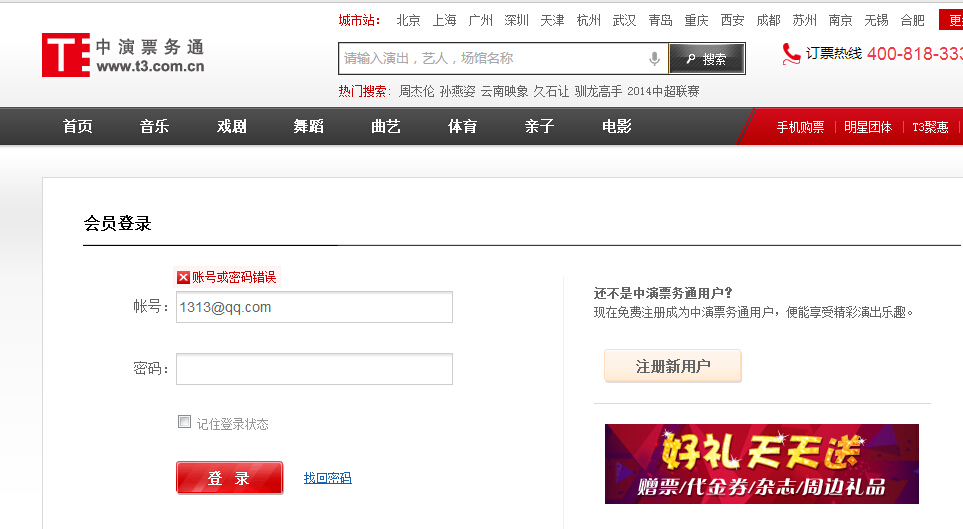 城市站： 北京 上海 广州 深圳 天津 杭州 武汉 青岛 重庆 西安 成都 苏州 南京 无锡 合肥 更
T3 中演票务通
www.t3.com.cn
请输入演出，艺人，场馆名称 搜索
订票热线 400-818-333
热门搜索： 周杰伦 孙燕姿 云南映象 久石让 驯龙高手 2014中超联赛
首页 音乐 戏剧 舞蹈 曲艺 体育 亲子 电影 手机购票 | 明星团体 | T3聚惠 |
会员登录
账号或密码错误
帐号： 1313@qq.com
密码：
记住登录状态
登 录 找回密码
还不是中演票务通用户？
现在免费注册成为中演票务通用户，便能享受精彩演出乐趣。
注册新用户
好礼天天送
赠票/代金券/杂志/周边礼品